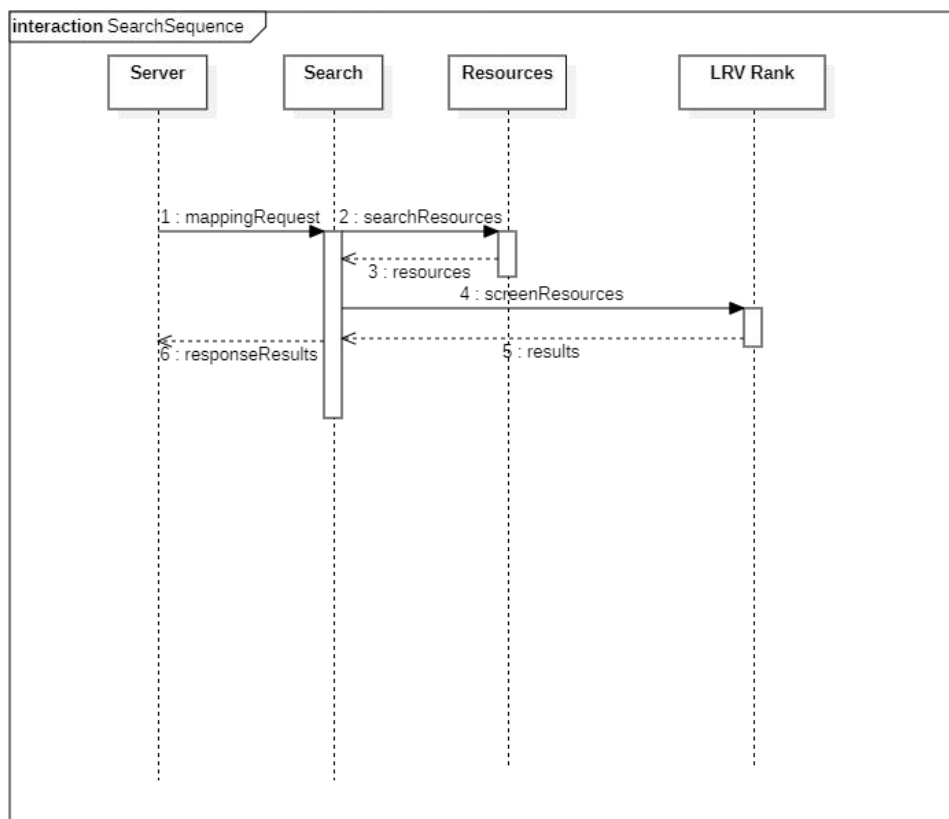 interaction SearchSequence
Server
Search
Resources
LRV Rank
1 : mappingRequest
2 : searchResources
3 : resources
4 : screenResources
5 : results
6 : responseResults